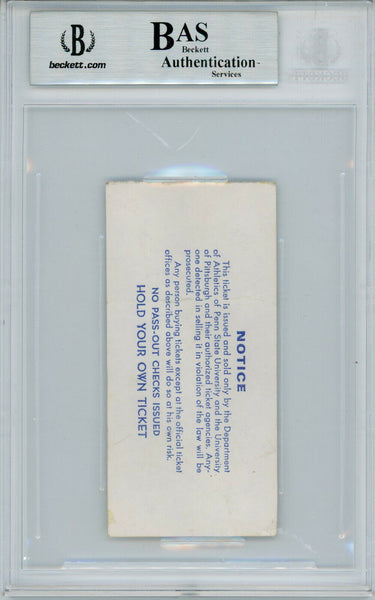 B
beckett.com
BAS
Beckett
Authentication
Services
NOTICE
This ticket is issued and sold only by the Department
of Athletics of Penn State University and the University
of Pittsburgh and their authorized ticket agencies. Any-
one detected in selling it in violation of the law will be
prosecuted.
Any person buying tickets except at the official ticket
offices as described above will do so at his own risk.
NO PASS-OUT CHECKS ISSUED
HOLD YOUR OWN TICKET